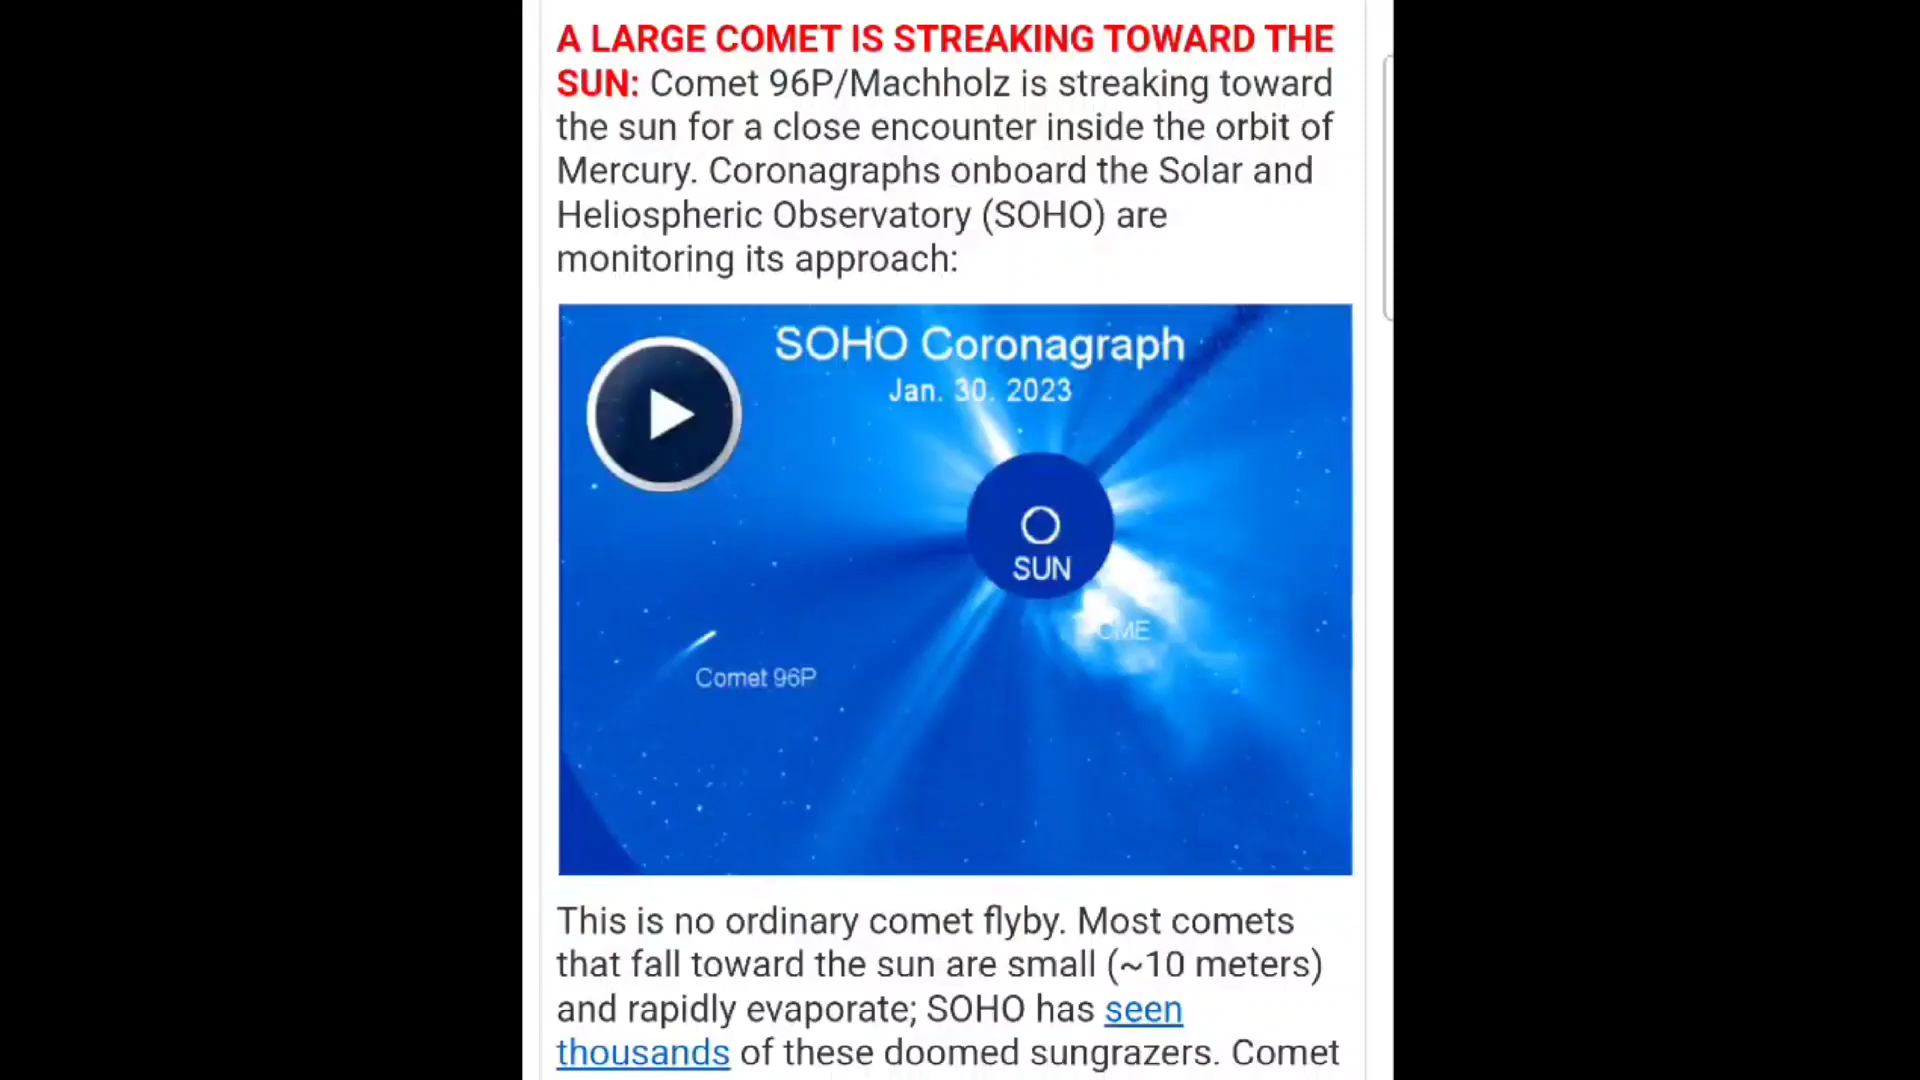 A LARGE COMET IS STREAKING TOWARD THE
SUN: Comet 96P/Machholz is streaking toward
the sun for a close encounter inside the orbit of
Mercury. Coronagraphs onboard the Solar and
Heliospheric Observatory (SOHO) are
monitoring its approach:
SOHO Coronagraph
Jan. 30. 2023
SUN
CME
Comet 96P
This is no ordinary comet flyby. Most comets
that fall toward the sun are small (~10 meters)
and rapidly evaporate; SOHO has seen
thousands of these doomed sungrazers. Comet